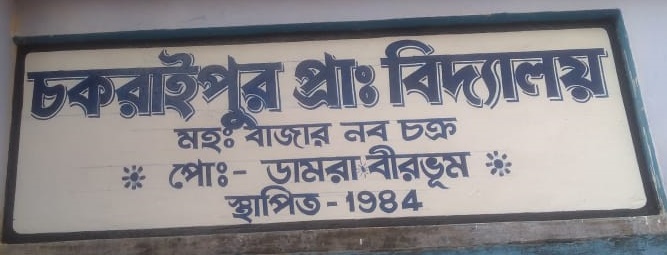 চকরাইপুর প্রাঃ বিদ্যালয়
মহঃ বাজার নব চক্র
পোঃ- ডামরা বীরভূম
স্থাপিত - 1984